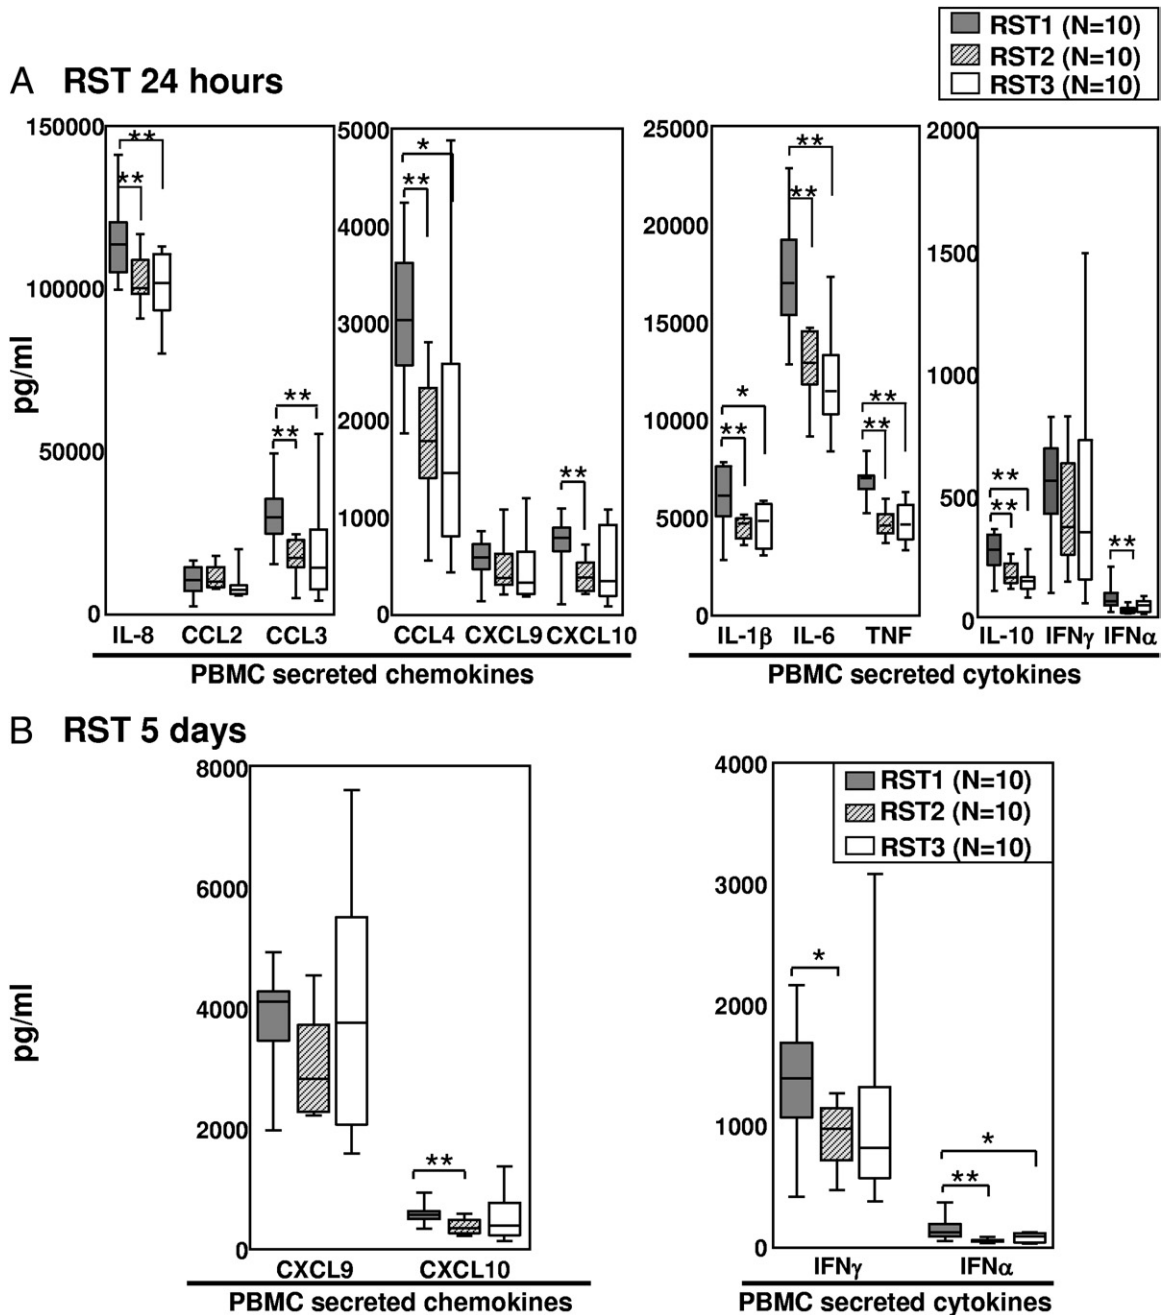 RST1 (N=10)
RST2 (N=10)
RST3 (N=10)
A RST 24 hours
pg/ml
150000
100000
50000
0
** 
**
**
**
IL-8 CCL2 CCL3
5000
4000
3000
2000
1000
0
*
**
**
CCL4 CXCL9 CXCL10
PBMC secreted chemokines
25000
20000
15000
10000
5000
0
**
**
*
**
**
**
IL-1β IL-6 TNF
2000
1500
1000
500
0
**
**
**
IL-10 IFNγ IFNα
PBMC secreted cytokines
B RST 5 days
pg/ml
8000
6000
4000
2000
0
**
CXCL9 CXCL10
PBMC secreted chemokines
4000
3000
2000
1000
0
RST1 (N=10)
RST2 (N=10)
RST3 (N=10)
*
*
**
IFNγ IFNα
PBMC secreted cytokines